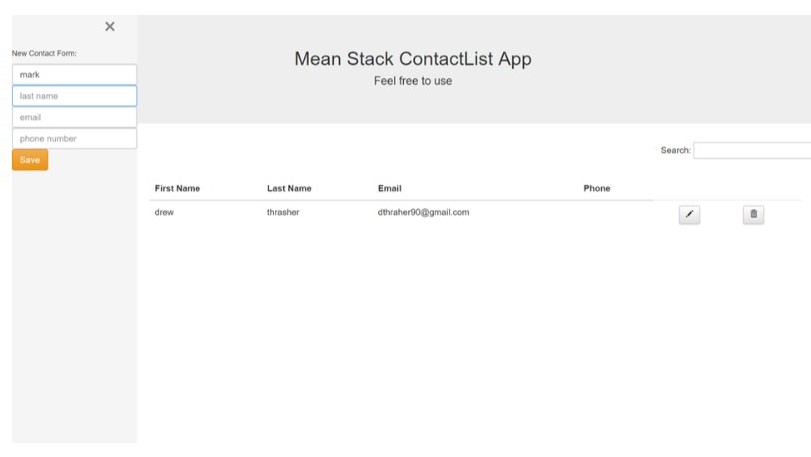 New Contact Form:
mark
last name
email
phone number
Save
Mean Stack ContactList App
Feel free to use
Search:
First Name Last Name Email Phone
drew thrasher dthraher90@gmail.com